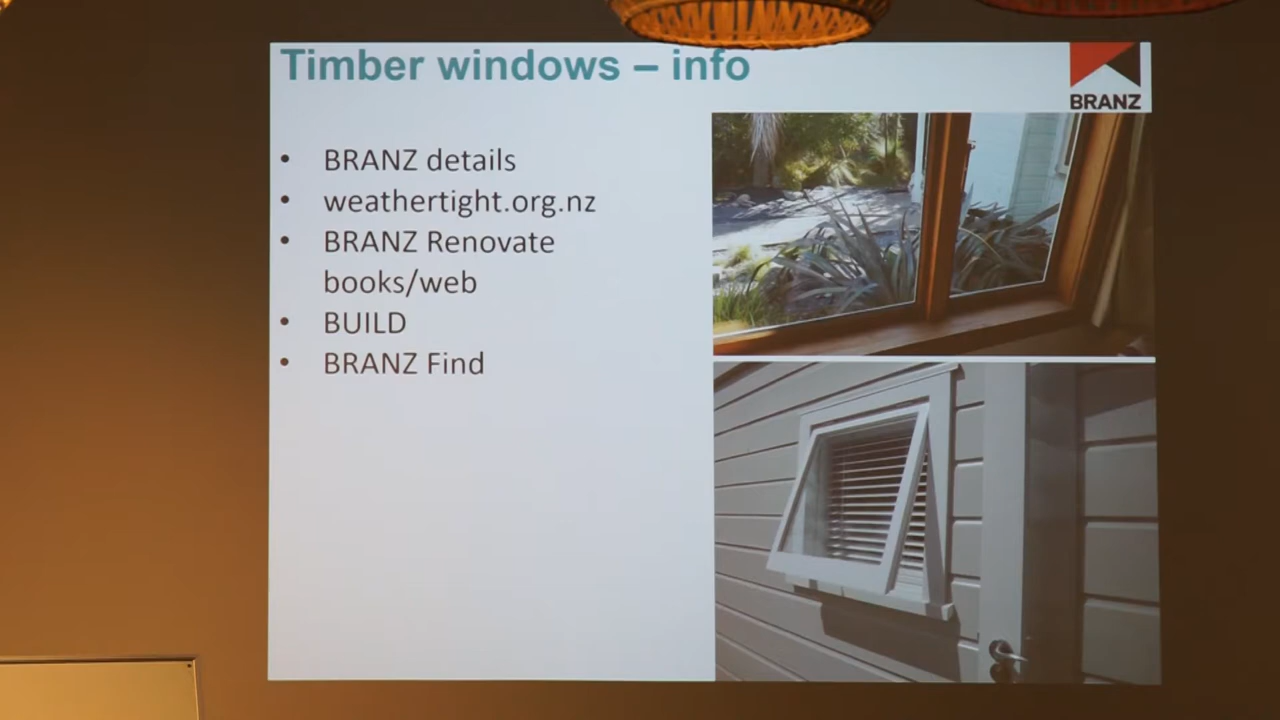 Timber windows – info
BRANZ
• BRANZ details
• weathertight.org.nz
• BRANZ Renovate
books/web
• BUILD
• BRANZ Find